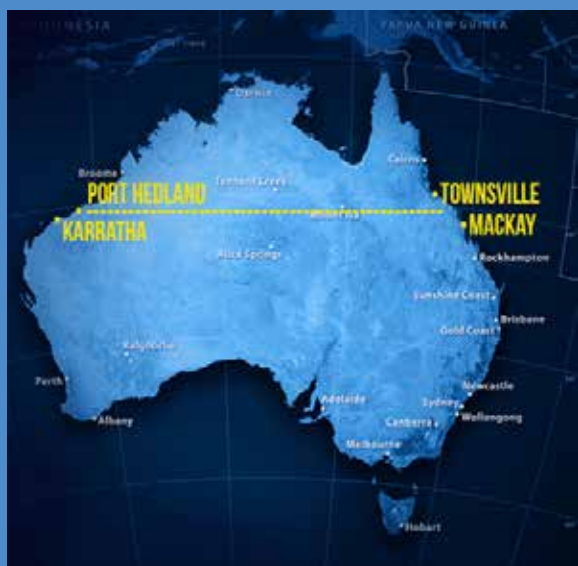 PAPUA NEW GUINEA
Darwin
Cairns
Broome
Tennant Creek
PORT HEDLAND
TOWNSVILLE
KARRATHA
MACKAY
Alice Springs
Rockhampton
Sunshine Coast
Brisbane
Gold Coast
Kalgoorlie
Perth
Newcastle
Adelaide
Sydney
Albany
Canberra
Wollongong
Melbourne
Hobart